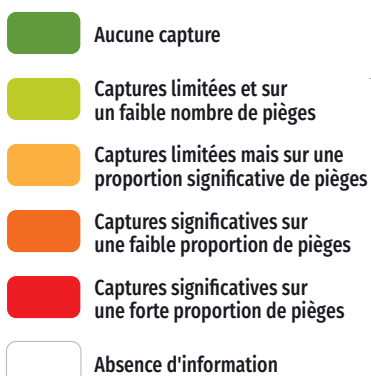 Aucune capture
Captures limitées et sur
un faible nombre de pièges
Captures limitées mais sur une
proportion significative de pièges
Captures significatives sur
une faible proportion de pièges
Captures significatives sur
une forte proportion de pièges
Absence d'information